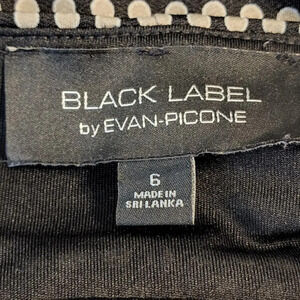 BLACK LABEL
by EVAN-PICONE
6
MADE IN
SRI LANKA